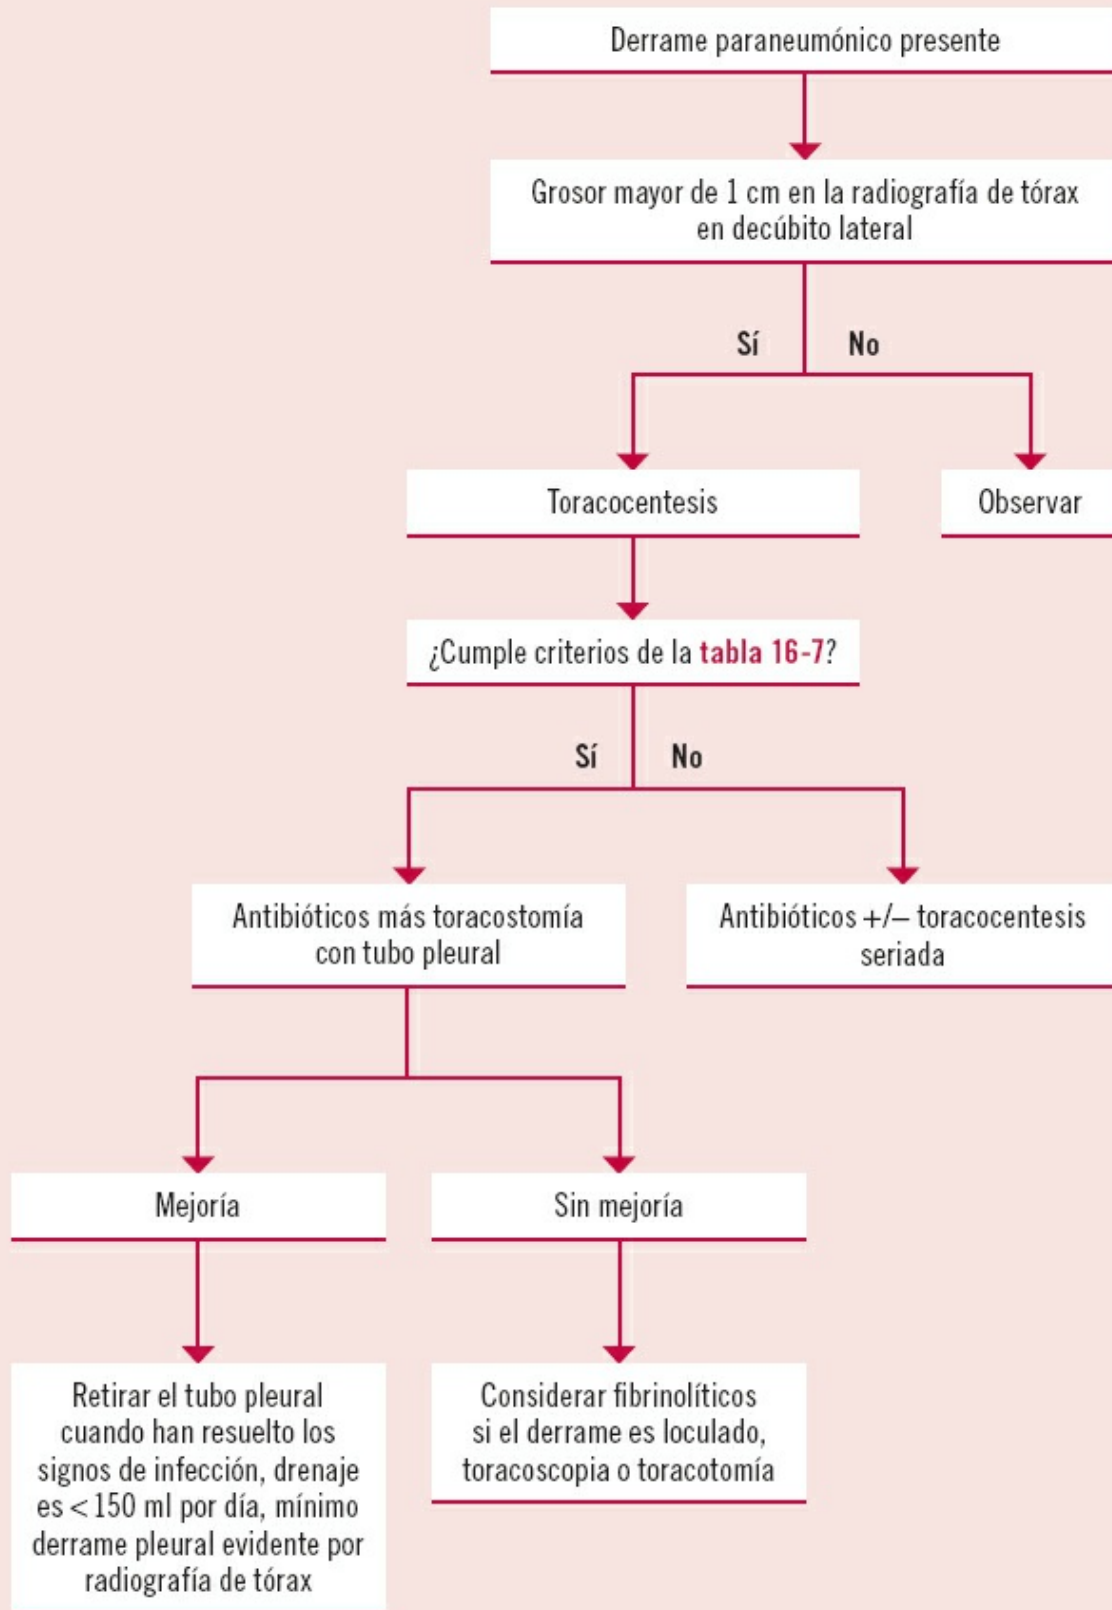 Derrame paraneumónico presente
Grosor mayor de 1 cm en la radiografía de tórax
en decúbito lateral
Sí
No
Toracocentesis
Observar
¿Cumple criterios de la tabla 16-7?
Sí
No
Antibióticos más toracostomía
con tubo pleural
Antibióticos +/– toracocentesis
seriada
Mejoría
Sin mejoría
Retirar el tubo pleural
cuando han resuelto los
signos de infección, drenaje
es < 150 ml por día, mínimo
derrame pleural evidente por
radiografía de tórax
Considerar fibrinolíticos
si el derrame es loculado,
toracoscopia o toracotomía